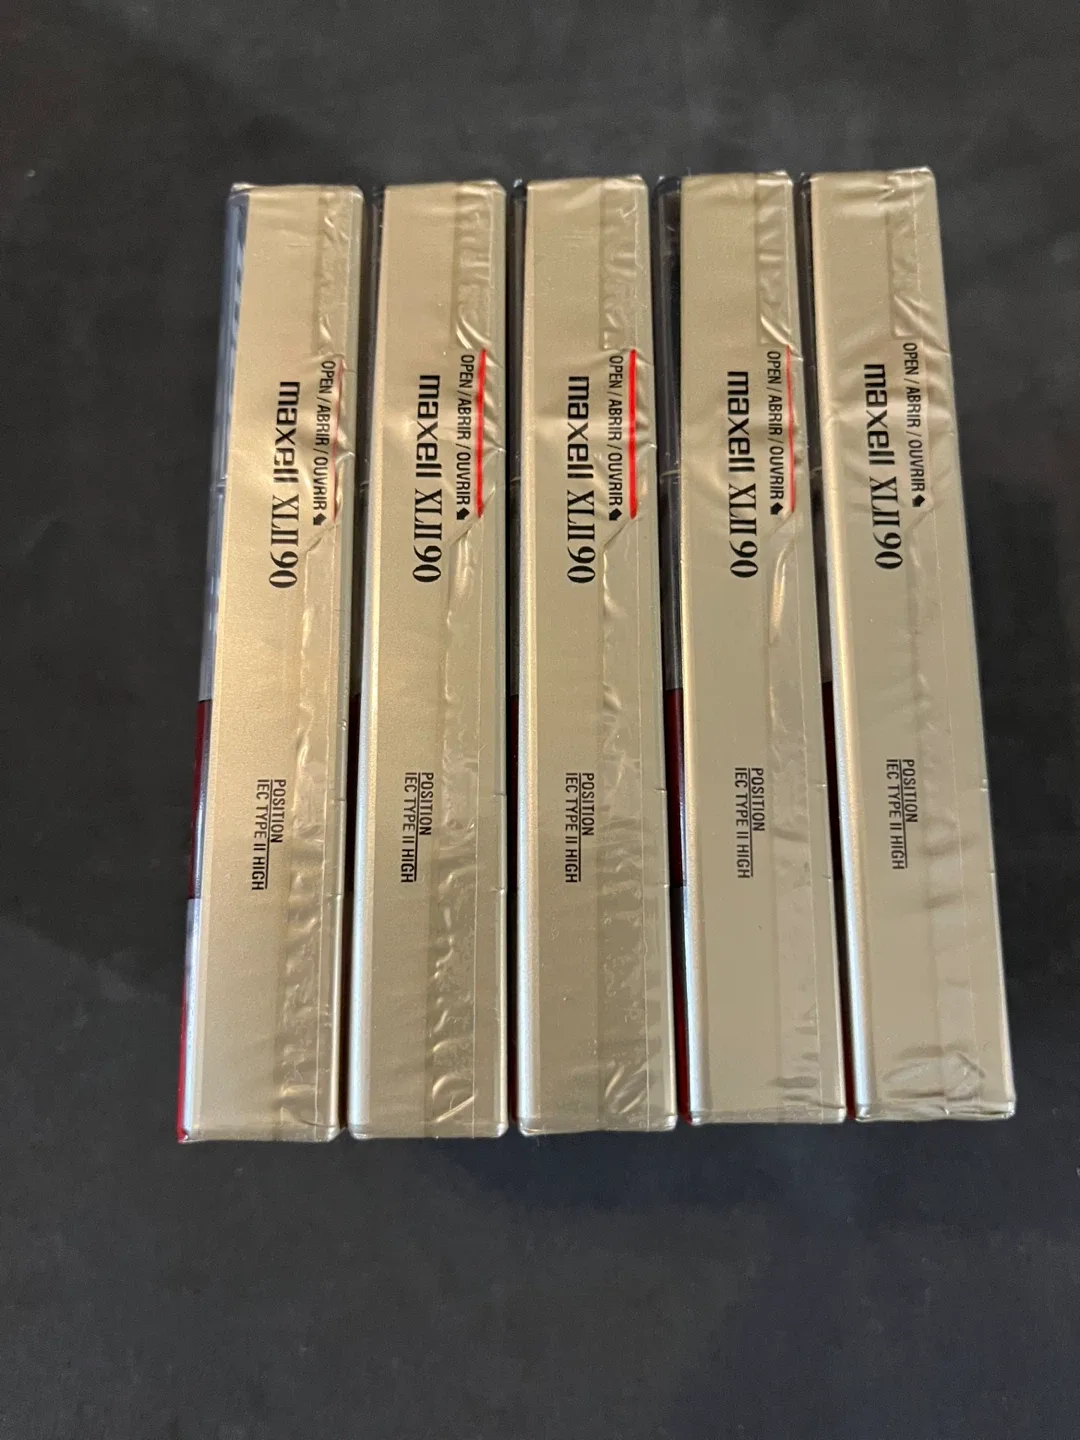 OPEN / ABRIR / OUVRIR
maxell XLII 90
POSITION
IEC TYPE II HIGH
OPEN / ABRIR / OUVRIR
maxell XLII 90
POSITION
IEC TYPE II HIGH
OPEN / ABRIR / OUVRIR
maxell XLII 90
POSITION
IEC TYPE II HIGH
OPEN / ABRIR / OUVRIR
maxell XLII 90
POSITION
IEC TYPE II HIGH
OPEN / ABRIR / OUVRIR
maxell XLII 90
POSITION
IEC TYPE II HIGH